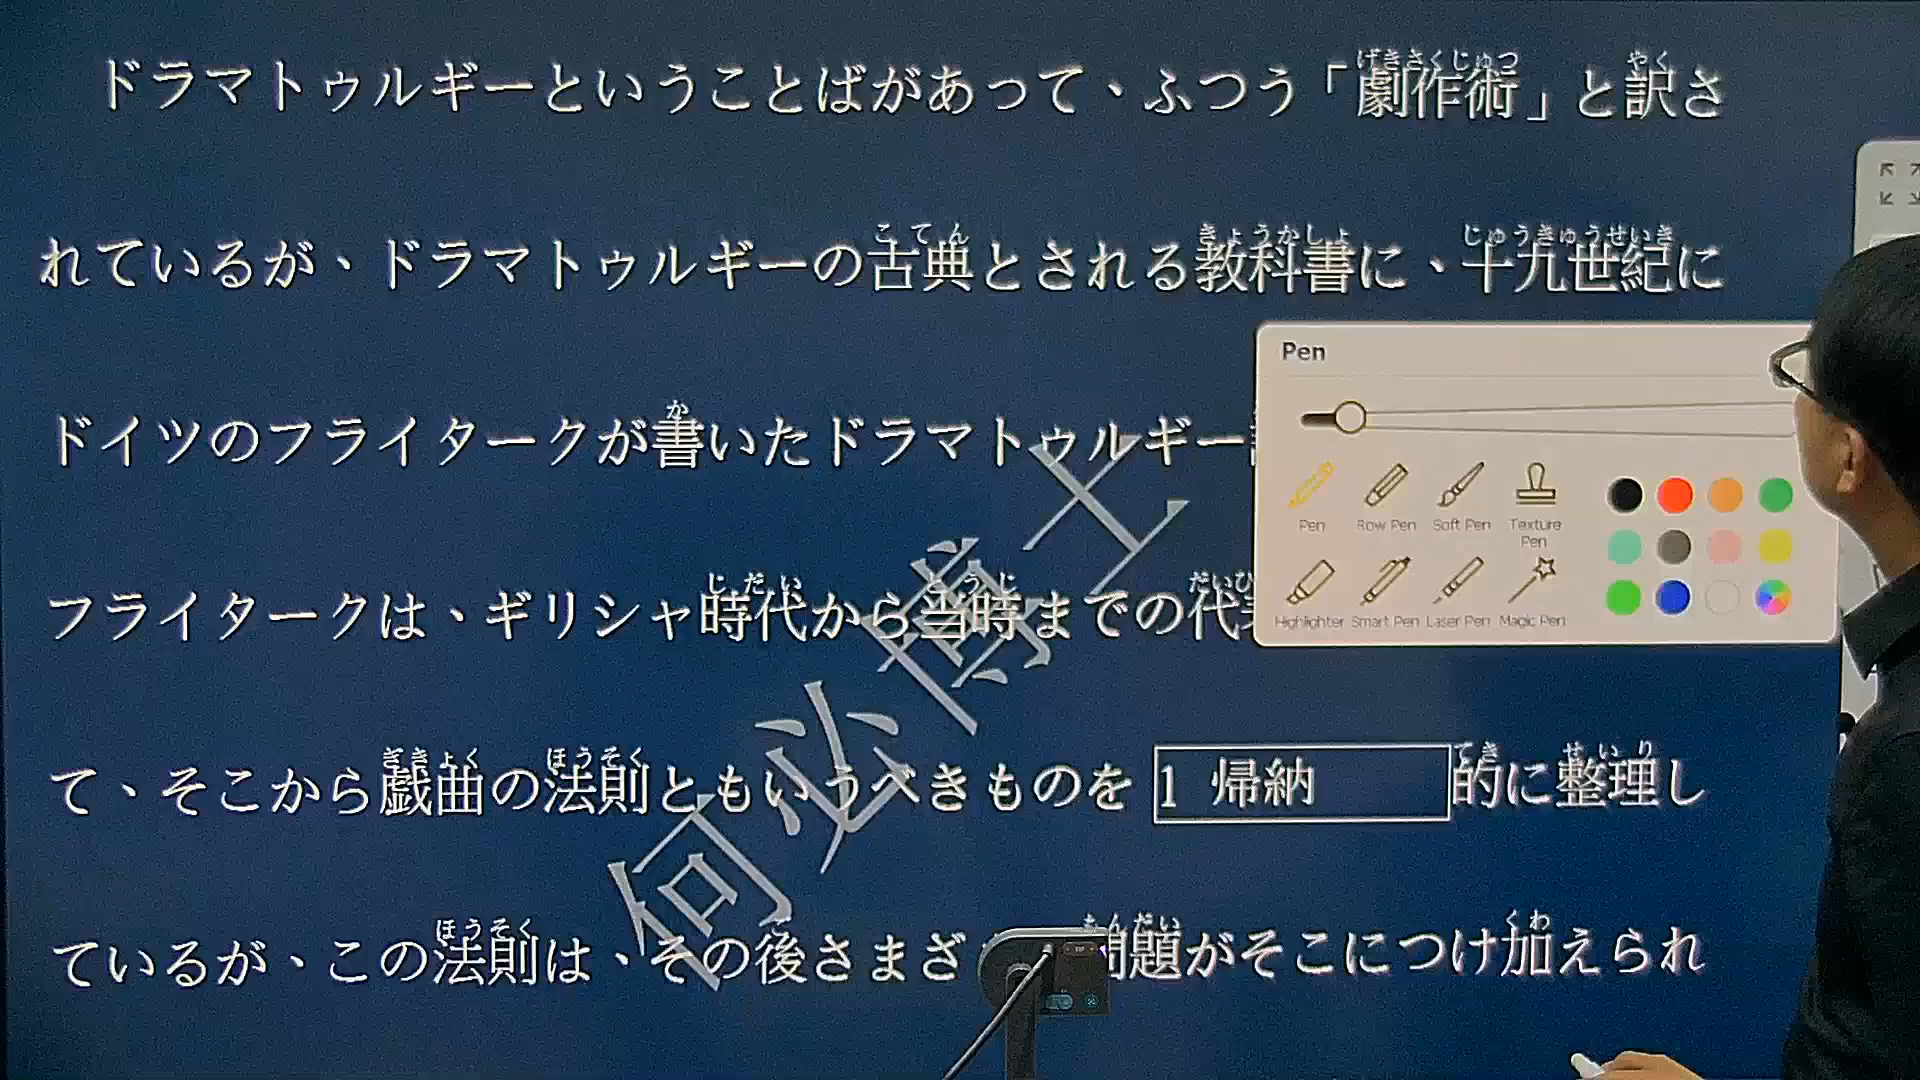 ドラマトゥルギーということばがあって、ふつう「劇作術」と訳さ
れているが、ドラマトゥルギーの古典とされる教科書に、十九世紀に
ドイツのフライタークが書いたドラマトゥルギー
フライタークは、ギリシャ時代から当時までの代
て、そこから戯曲の法則ともいうべきものを 1 帰納 的に整理し
ているが、この法則は、その後さまざ 問題がそこにつけ加えられ
何必博士
Pen
Pen Row Pen Soft Pen Texture Pen
Highlighter Smart Pen Laser Pen Magic Pen